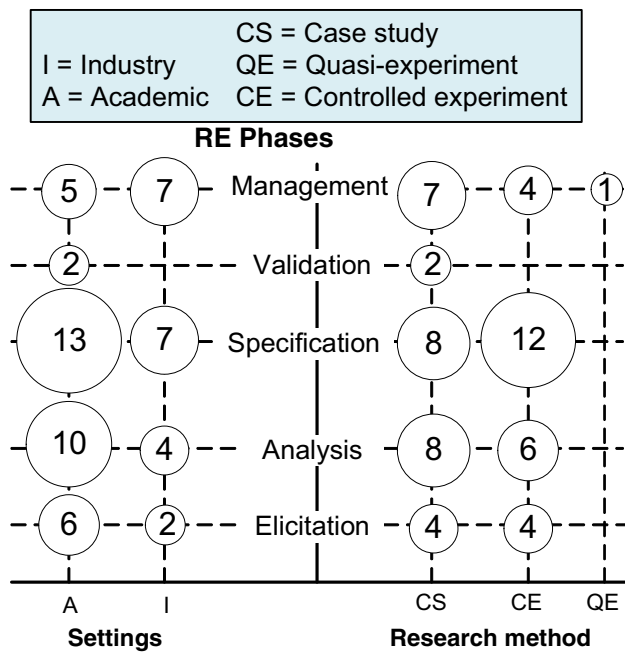 CS = Case study
I = Industry QE = Quasi-experiment
A = Academic CE = Controlled experiment
RE Phases
5 7 Management 7 4 1
2 Validation 2
13 7 Specification 8 12
10 4 Analysis 8 6
6 2 Elicitation 4 4
A I CS CE QE
Settings Research method